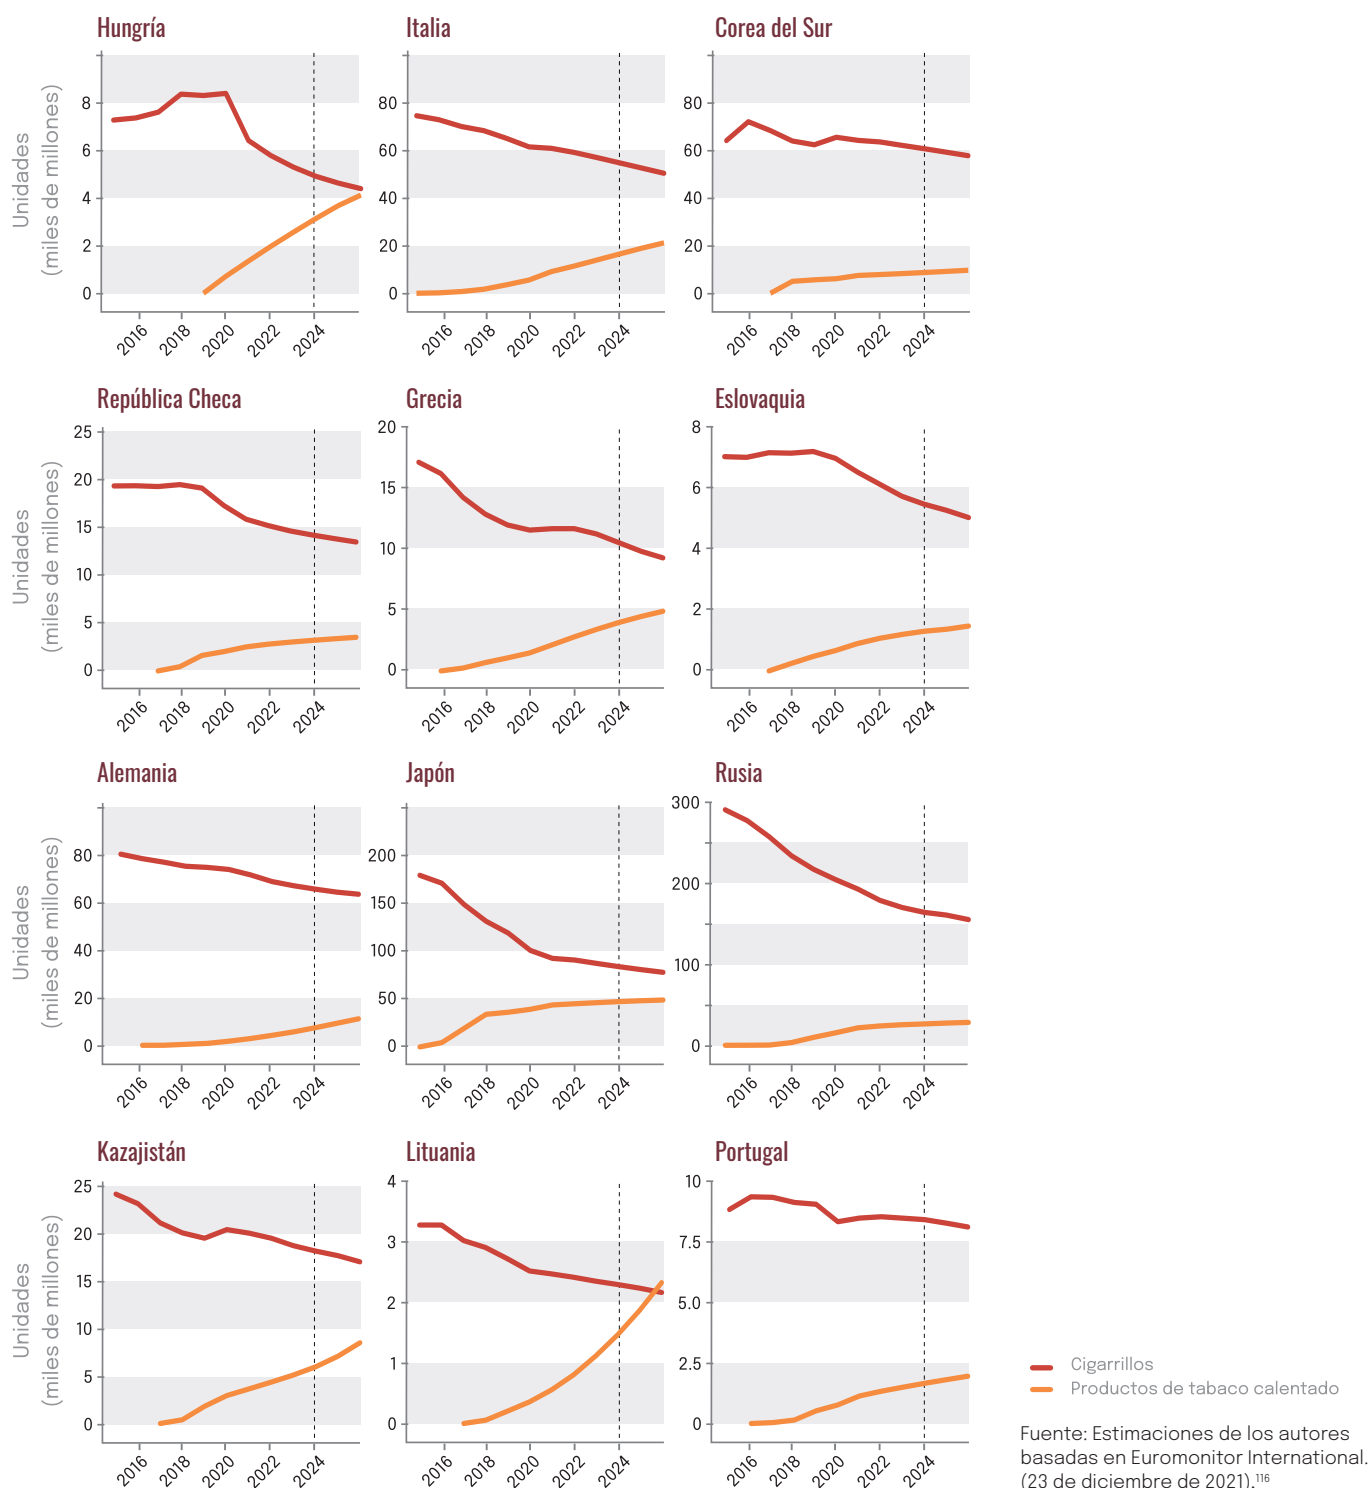 Hungría
Italia
Corea del Sur
Unidades
(miles de millones)
8
6
4
2
0
80
60
40
20
0
80
60
40
20
0
2016 2018 2020 2022 2024
2016 2018 2020 2022 2024
2016 2018 2020 2022 2024
República Checa
Grecia
Eslovaquia
Unidades
(miles de millones)
25
20
15
10
5
0
20
15
10
5
0
8
6
4
2
0
2016 2018 2020 2022 2024
2016 2018 2020 2022 2024
2016 2018 2020 2022 2024
Alemania
Japón
Rusia
Unidades
(miles de millones)
80
60
40
20
0
200
150
100
50
0
300
200
100
0
2016 2018 2020 2022 2024
2016 2018 2020 2022 2024
2016 2018 2020 2022 2024
Kazajistán
Lituania
Portugal
Unidades
(miles de millones)
25
20
15
10
5
0
4
3
2
1
0
10
7.5
5.0
2.5
0
2016 2018 2020 2022 2024
2016 2018 2020 2022 2024
2016 2018 2020 2022 2024
Cigarrillos
Productos de tabaco calentado
Fuente: Estimaciones de los autores
basadas en Euromonitor International.
(23 de diciembre de 2021).¹¹⁶